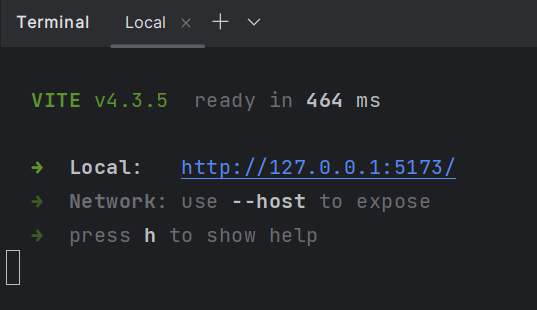 Terminal Local
VITE v4.3.5 ready in 464 ms
➜ Local: http://127.0.0.1:5173/
➜ Network: use --host to expose
➜ press h to show help